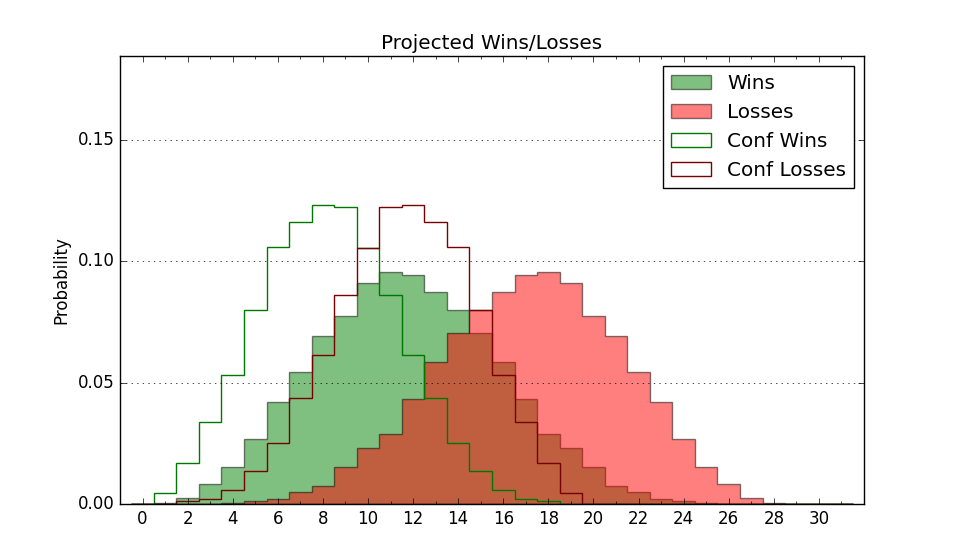 Projected Wins/Losses
Wins
Losses
Conf Wins
Conf Losses
0.15
0.10
0.05
0.00
Probability
0 2 4 6 8 10 12 14 16 18 20 22 24 26 28 30